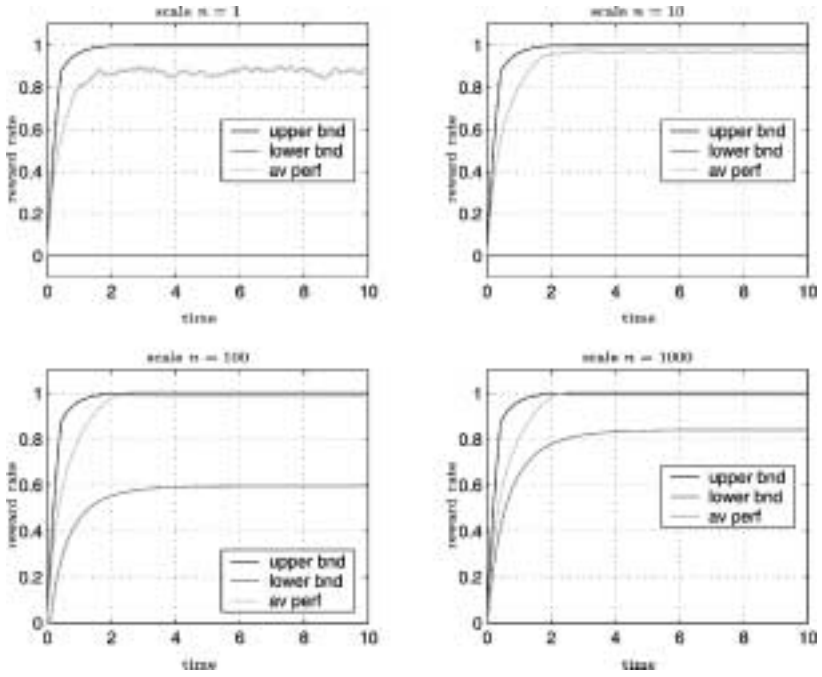 scale n = 1
1
0.8
0.6
0.4
0.2
0
reward rate
upper bnd
lower bnd
av perf
0 2 4 6 8 10
time
scale n = 10
1
0.8
0.6
0.4
0.2
0
reward rate
upper bnd
lower bnd
av perf
0 2 4 6 8 10
time
scale n = 100
1
0.8
0.6
0.4
0.2
0
reward rate
upper bnd
lower bnd
av perf
0 2 4 6 8 10
time
scale n = 1000
1
0.8
0.6
0.4
0.2
0
reward rate
upper bnd
lower bnd
av perf
0 2 4 6 8 10
time